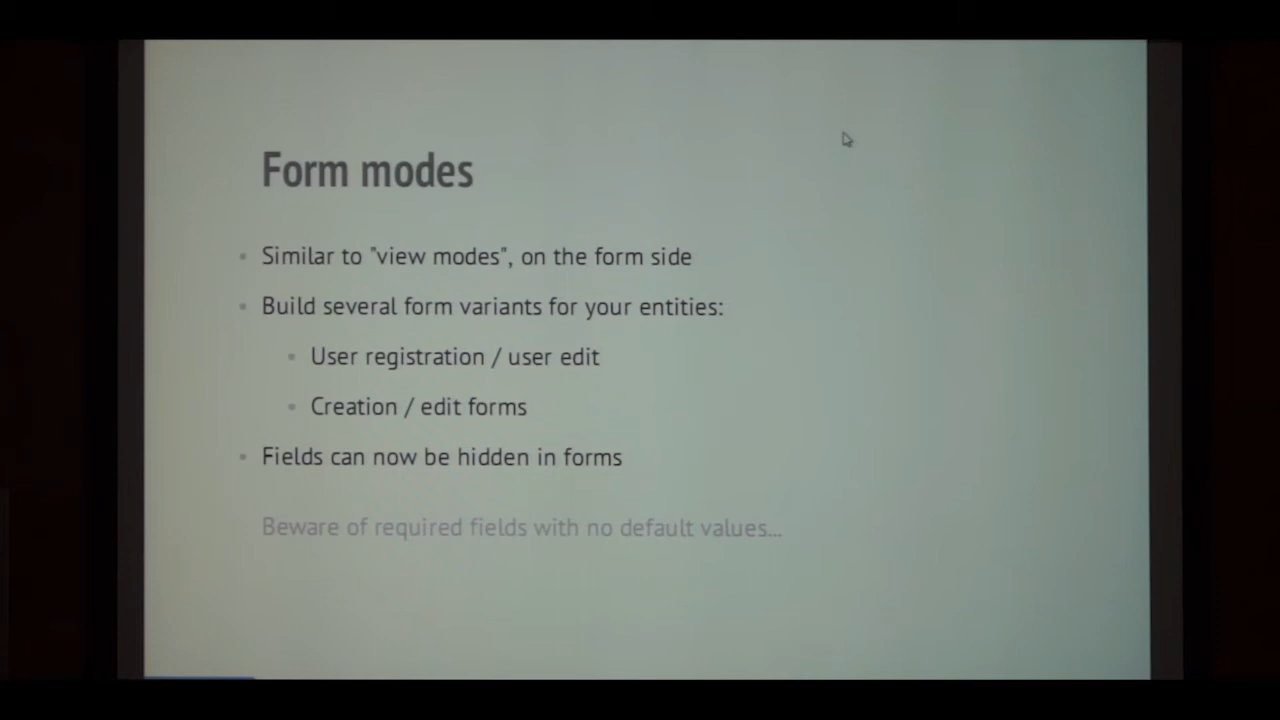 Form modes
Similar to "view modes", on the form side
Build several form variants for your entities:
User registration / user edit
Creation / edit forms
Fields can now be hidden in forms
Beware of required fields with no default values...